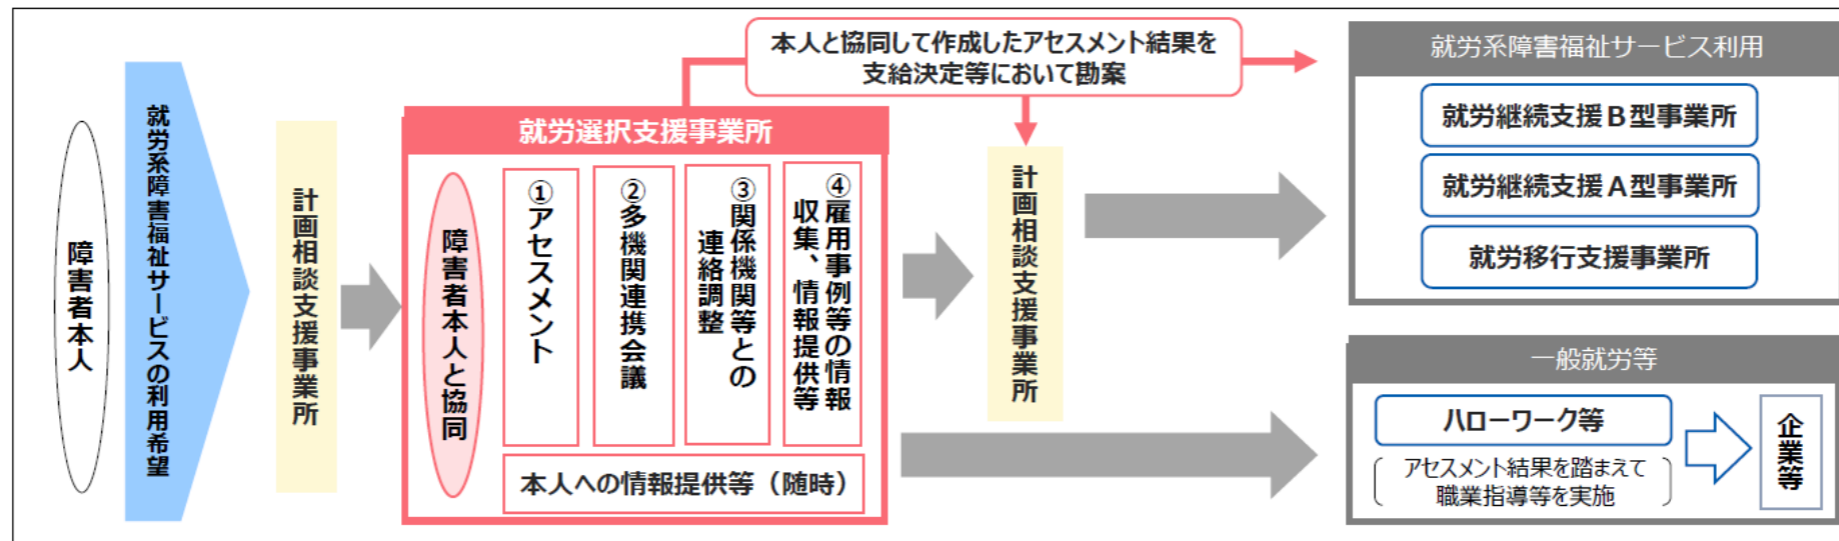 障害者本人
就労系障害福祉サービスの利用希望
計画相談支援事業所
就労選択支援事業所
障害者本人と協同
①アセスメント
②多機関連携会議
③関係機関等との
連絡調整
④雇用事例等の情報
収集、情報提供等
本人への情報提供等（随時）
本人と協同して作成したアセスメント結果を
支給決定等において勘案
計画相談支援事業所
就労系障害福祉サービス利用
就労継続支援Ｂ型事業所
就労継続支援Ａ型事業所
就労移行支援事業所
一般就労等
ハローワーク等
アセスメント結果を踏まえて
職業指導等を実施
企業等